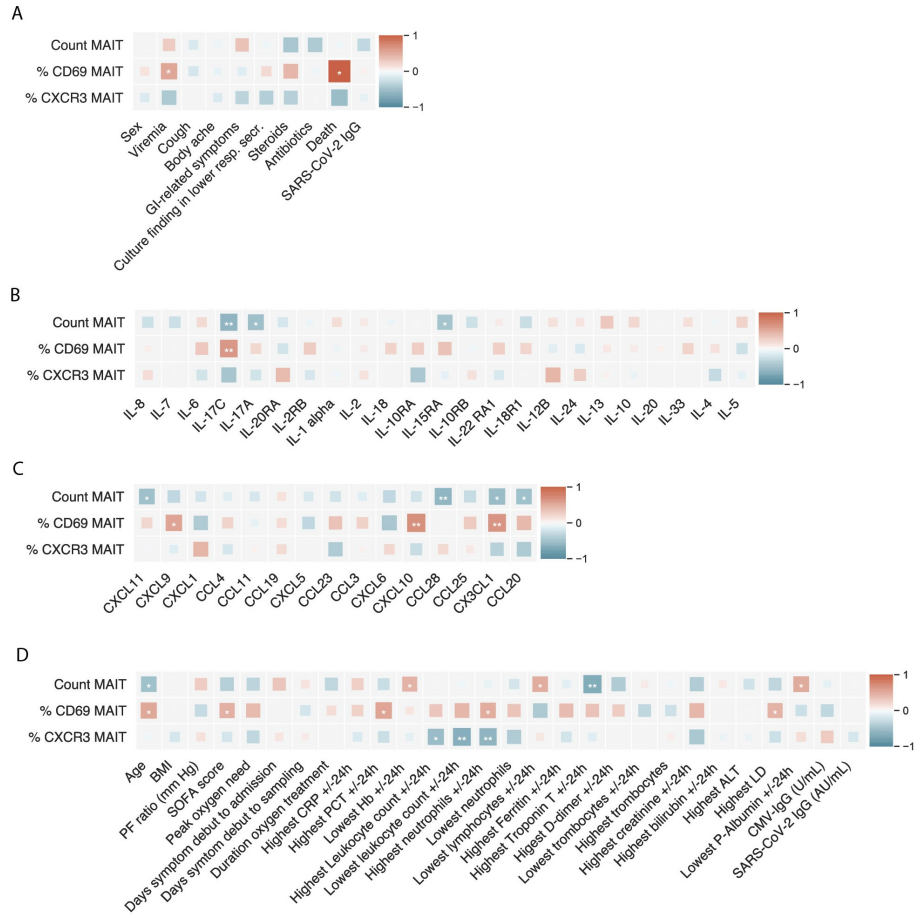 A
Count MAIT
% CD69 MAIT
% CXCR3 MAIT
*
*
1
0
−1
Sex
Viremia
Cough
Body ache
GI-related symptoms
Culture finding in lower resp. secr.
Steroids
Antibiotics
Death
SARS-CoV-2 IgG
B
Count MAIT
% CD69 MAIT
% CXCR3 MAIT
**
*
*
**
1
0
−1
IL-8
IL-7
IL-6
IL-17C
IL-17A
IL-20RA
IL-2RB
IL-1 alpha
IL-2
IL-18
IL-10RA
IL-15RA
IL-10RB
IL-22 RA1
IL-18R1
IL-12B
IL-24
IL-13
IL-10
IL-20
IL-33
IL-4
IL-5
C
Count MAIT
% CD69 MAIT
% CXCR3 MAIT
*
**
*
*
*
**
**
1
0
−1
CXCL11
CXCL9
CXCL1
CCL4
CCL11
CCL19
CXCL5
CCL23
CCL3
CXCL6
CXCL10
CCL28
CCL25
CX3CL1
CCL20
D
Count MAIT
% CD69 MAIT
% CXCR3 MAIT
*
*
*
**
*
*
*
*
*
*
*
**
**
1
0
−1
Age
BMI
PF ratio (mm Hg)
SOFA score
Peak oxygen need
Days symptom debut to admission
Days symtom debut to sampling
Duration oxygen treatment
Highest CRP +/-24h
Highest PCT +/-24h
Lowest Hb +/-24h
Highest Leukocyte count +/-24h
Lowest leukocyte count +/-24h
Highest neutrophils +/-24h
Lowest neutrophils
Lowest lymphocytes +/-24h
Highest Ferritin +/-24h
Highest Troponin T +/-24h
Higest D-dimer +/-24h
Lowest trombocytes +/-24h
Highest trombocytes
Highest creatinine +/-24h
Highest bilirubin +/-24h
Highest ALT
Highest LD
Lowest P-Albumin +/-24h
CMV-IgG (U/mL)
SARS-CoV-2 IgG (AU/mL)